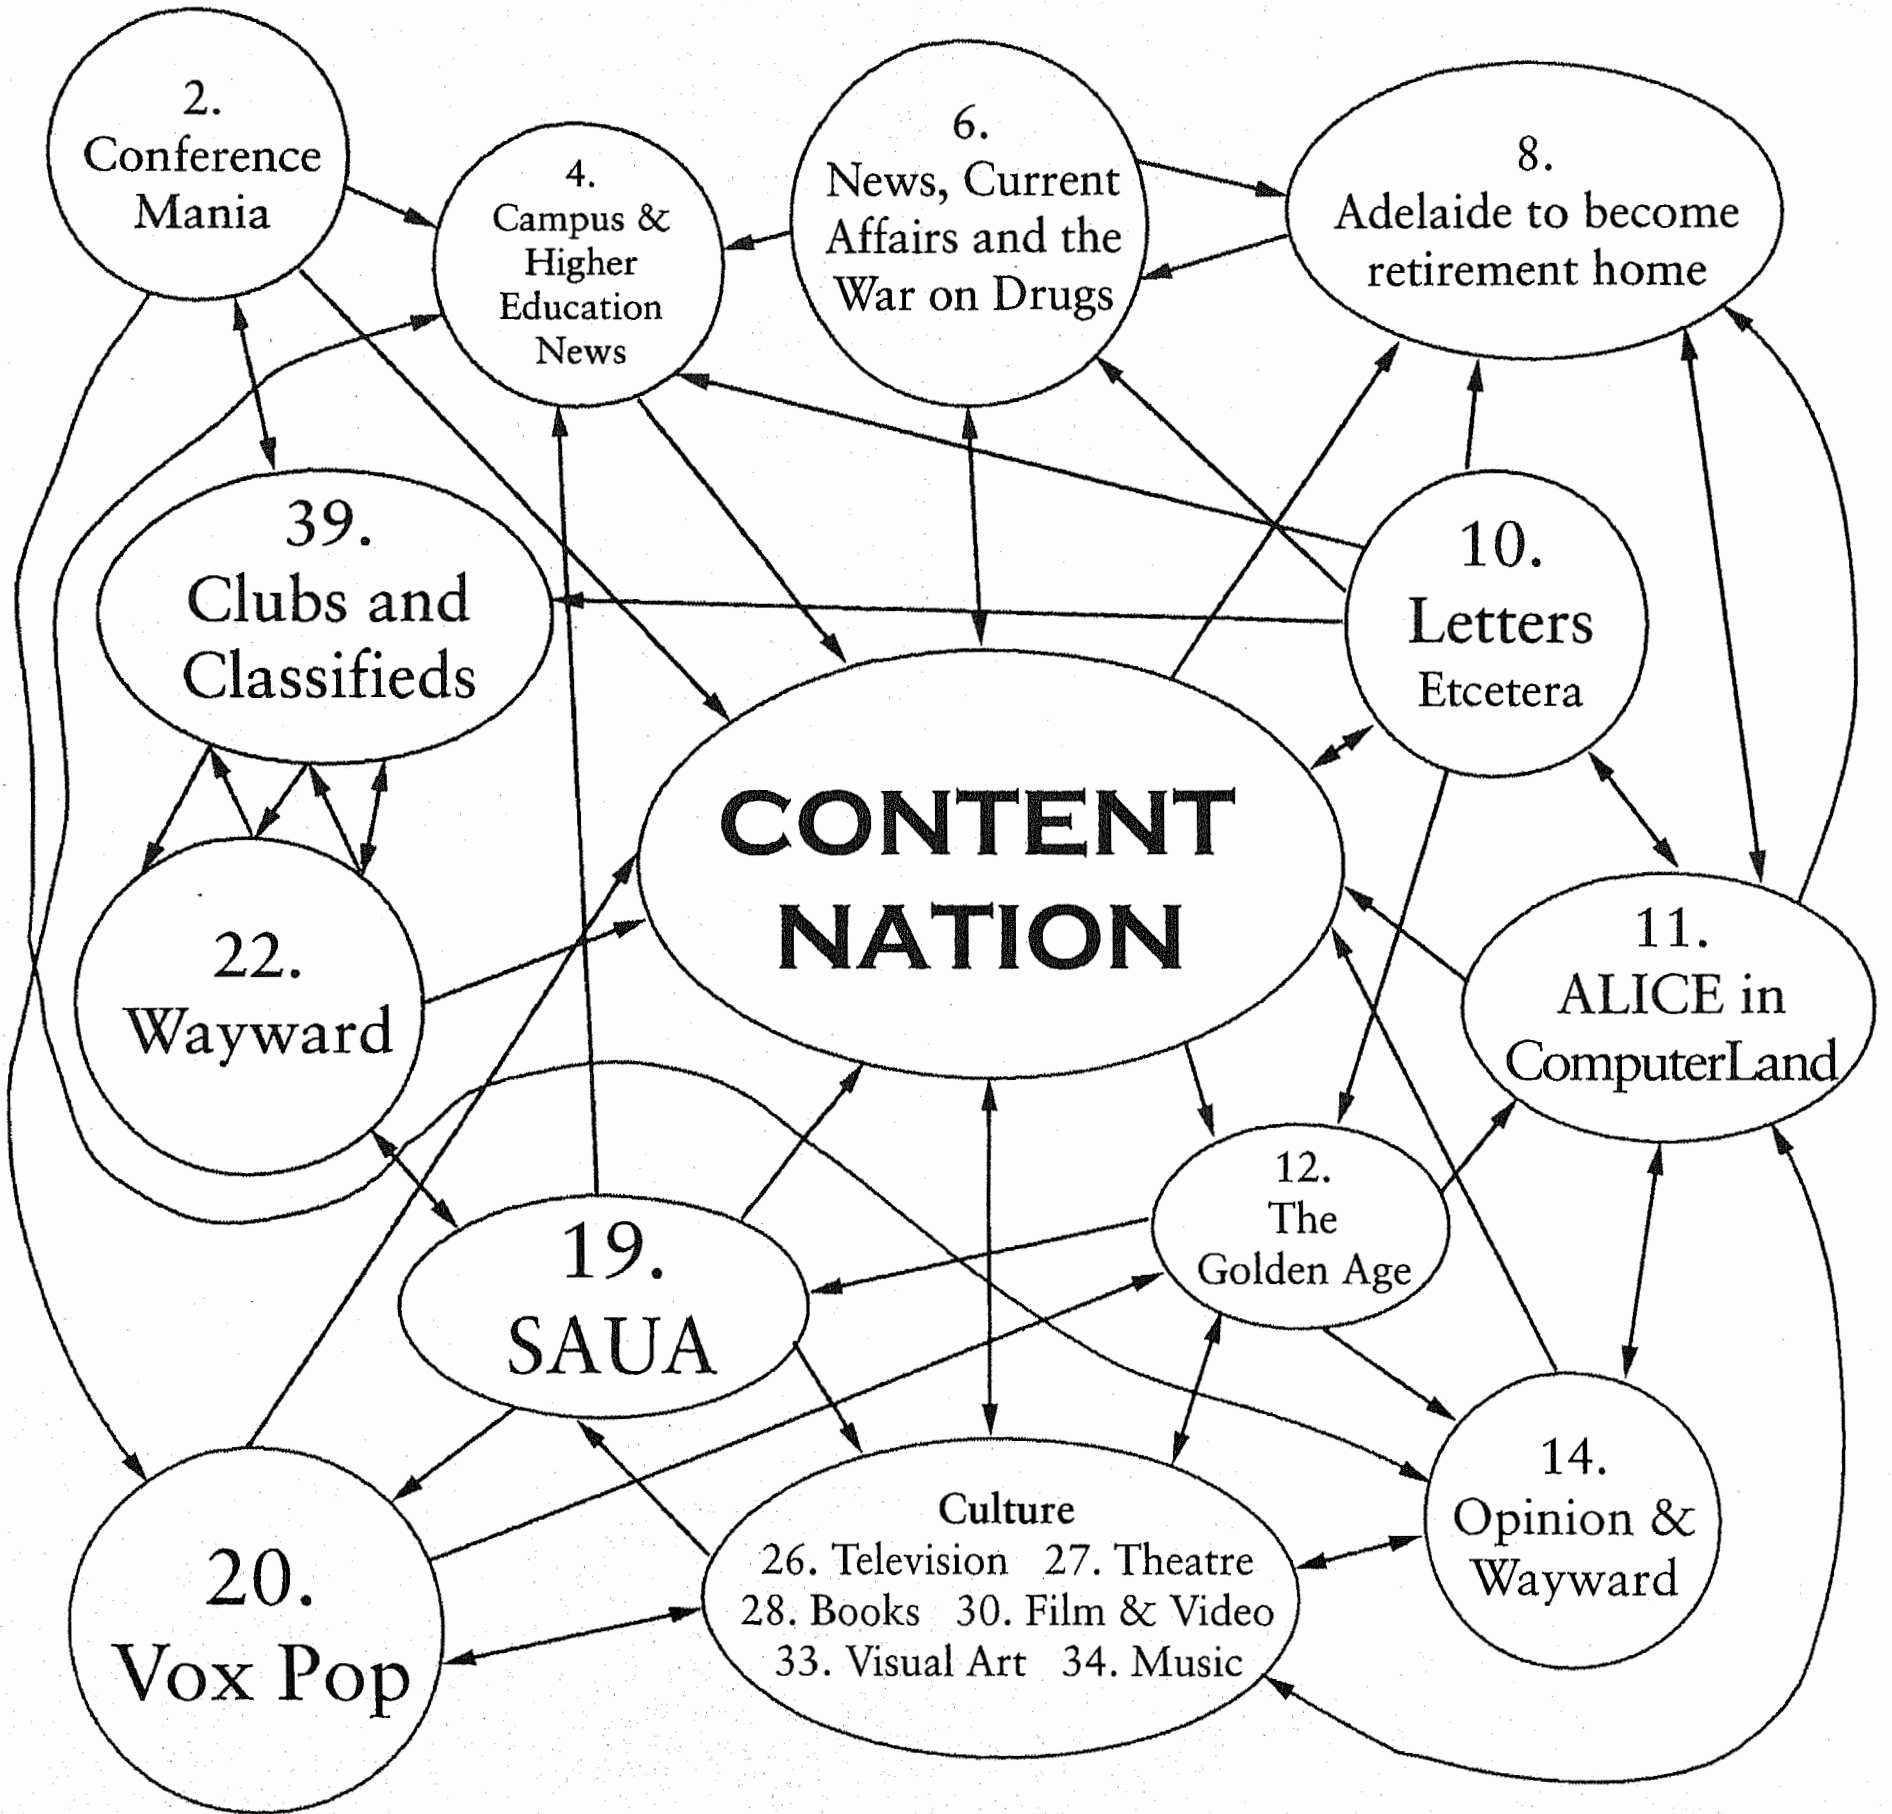 2.
Conference
Mania
4.
Campus &
Higher
Education
News
6.
News, Current
Affairs and the
War on Drugs
8.
Adelaide to become
retirement home
39.
Clubs and
Classifieds
10.
Letters
Etcetera
CONTENT
NATION
22.
Wayward
11.
ALICE in
ComputerLand
12.
The
Golden Age
19.
SAUA
14.
Opinion &
Wayward
20.
Vox Pop
Culture
26. Television 27. Theatre
28. Books 30. Film & Video
33. Visual Art 34. Music